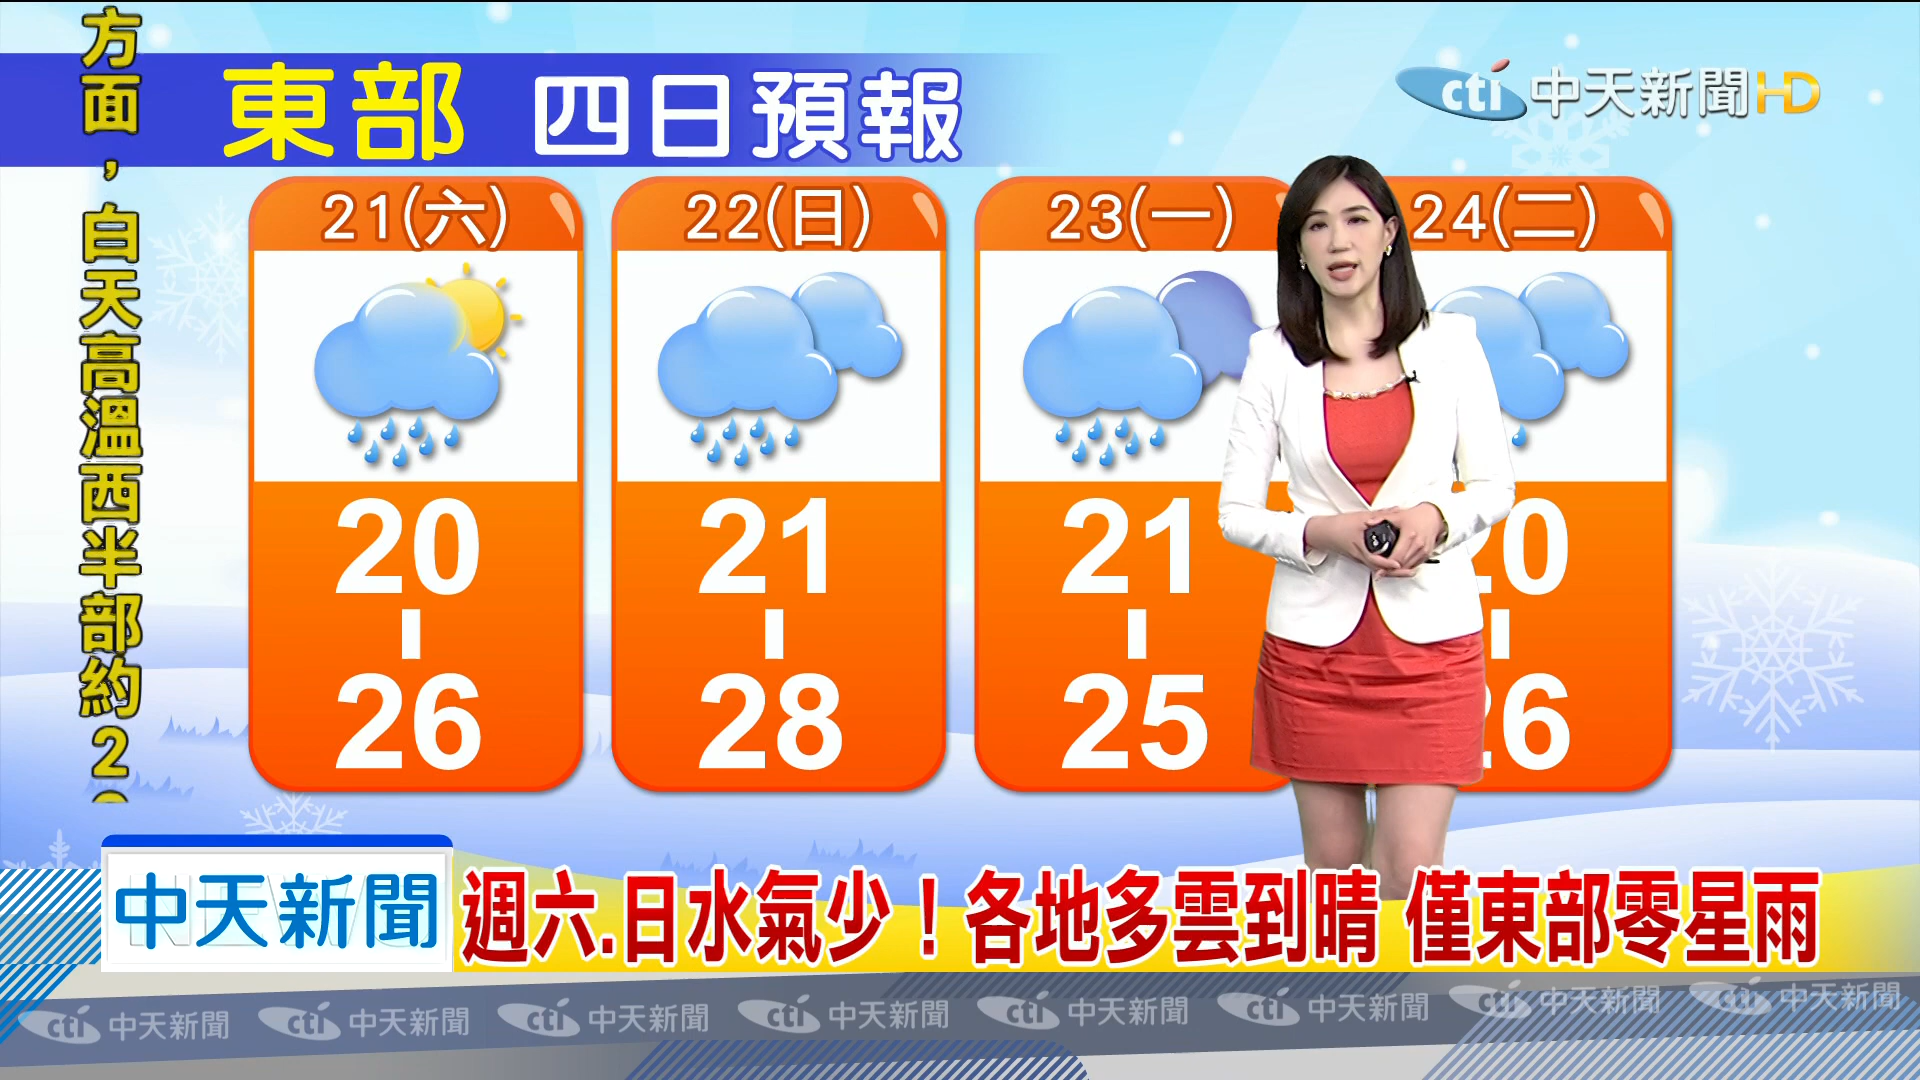 方面，白天高溫西半部約2
東部 四日預報
cti 中天新聞HD
21(六)
22(日)
23(一)
24(二)
20
26
21
28
21
25
20
26
中天新聞
週六.日水氣少！各地多雲到晴 僅東部零星雨
cti 中天新聞 cti 中天新聞 cti 中天新聞 cti 中天新聞 cti 中天新聞 cti 中天新聞 cti 中天新聞 cti 中天新聞